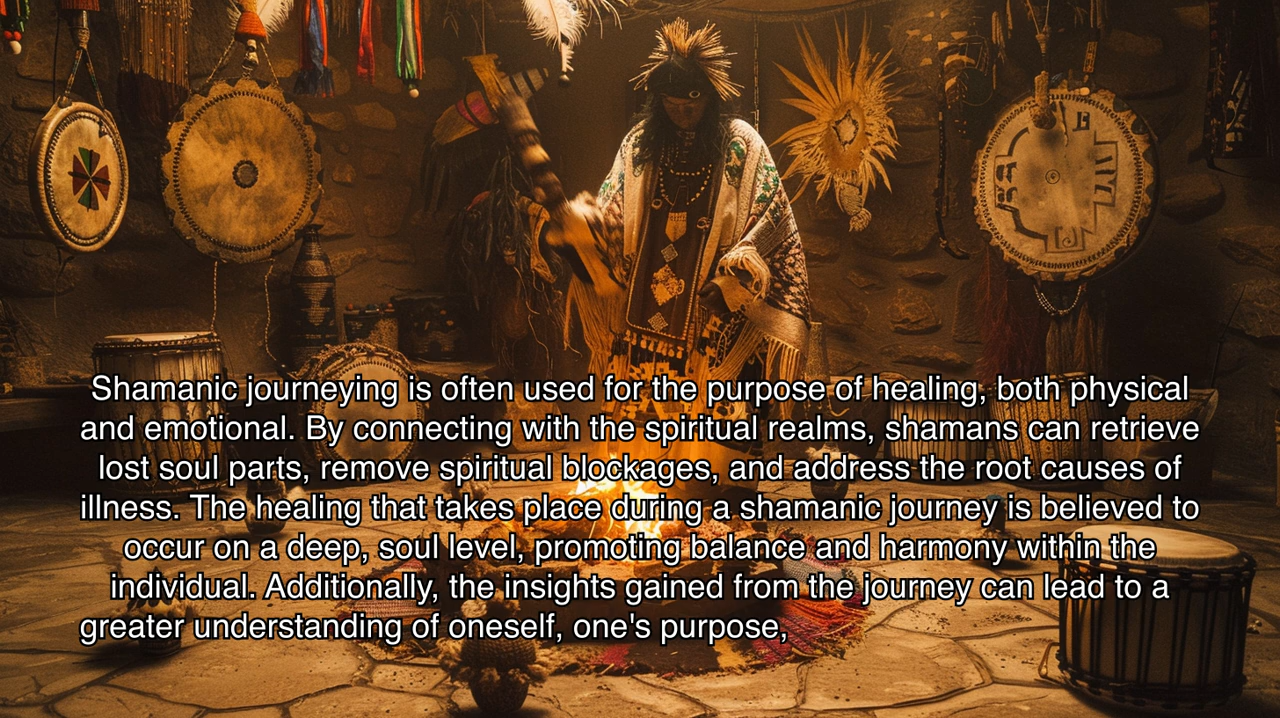 Shamanic journeying is often used for the purpose of healing, both physical
and emotional. By connecting with the spiritual realms, shamans can retrieve
lost soul parts, remove spiritual blockages, and address the root causes of
illness. The healing that takes place during a shamanic journey is believed to
occur on a deep, soul level, promoting balance and harmony within the
individual. Additionally, the insights gained from the journey can lead to a
greater understanding of oneself, one's purpose,